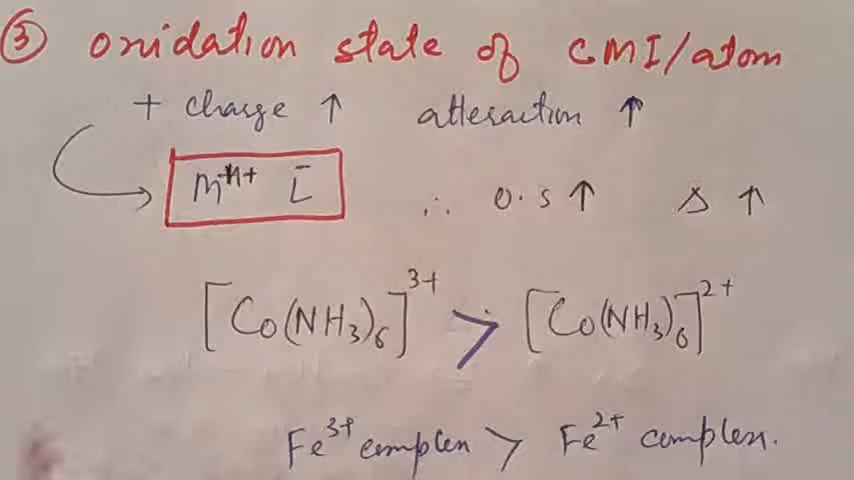 ③ oxidation state of CMI/atom
+ charge ↑ attraction ↑
Mⁿ⁺ L⁻ ∴ O.S ↑ Δ ↑
[Co(NH₃)₆]³⁺ > [Co(NH₃)₆]²⁺
Fe³⁺ complex > Fe²⁺ complex.